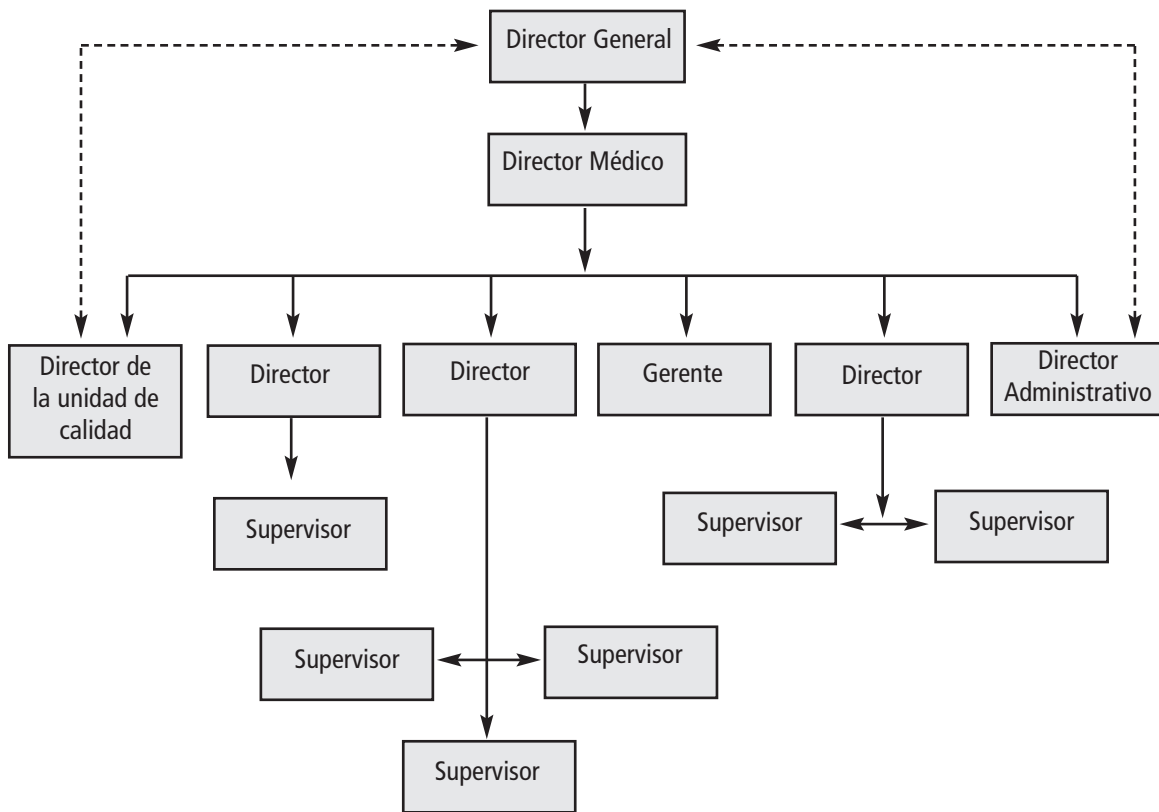 Director General
Director Médico
Director de
la unidad de
calidad
Director
Director
Gerente
Director
Director
Administrativo
Supervisor
Supervisor
Supervisor
Supervisor
Supervisor
Supervisor